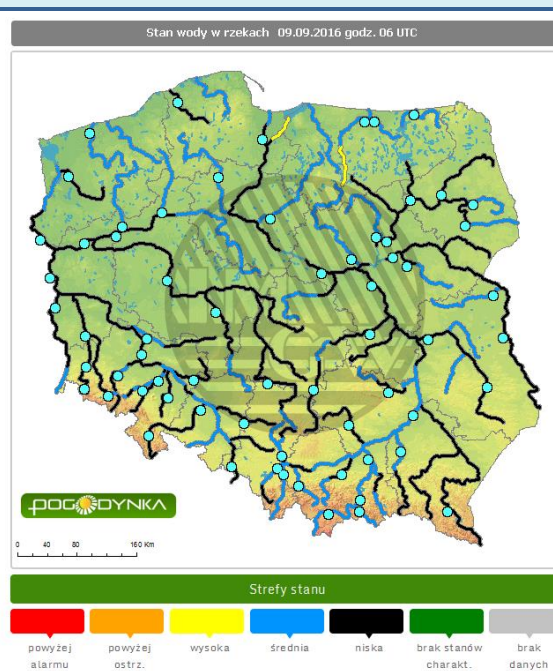 Stan wody w rzekach 09.09.2016 godz. 06 UTC
IMGW
POGODYNKA
0 40 80 160 Km
Strefy stanu
powyżej alarmu
powyżej ostrz.
wysoka
średnia
niska
brak stanów charakt.
brak danych